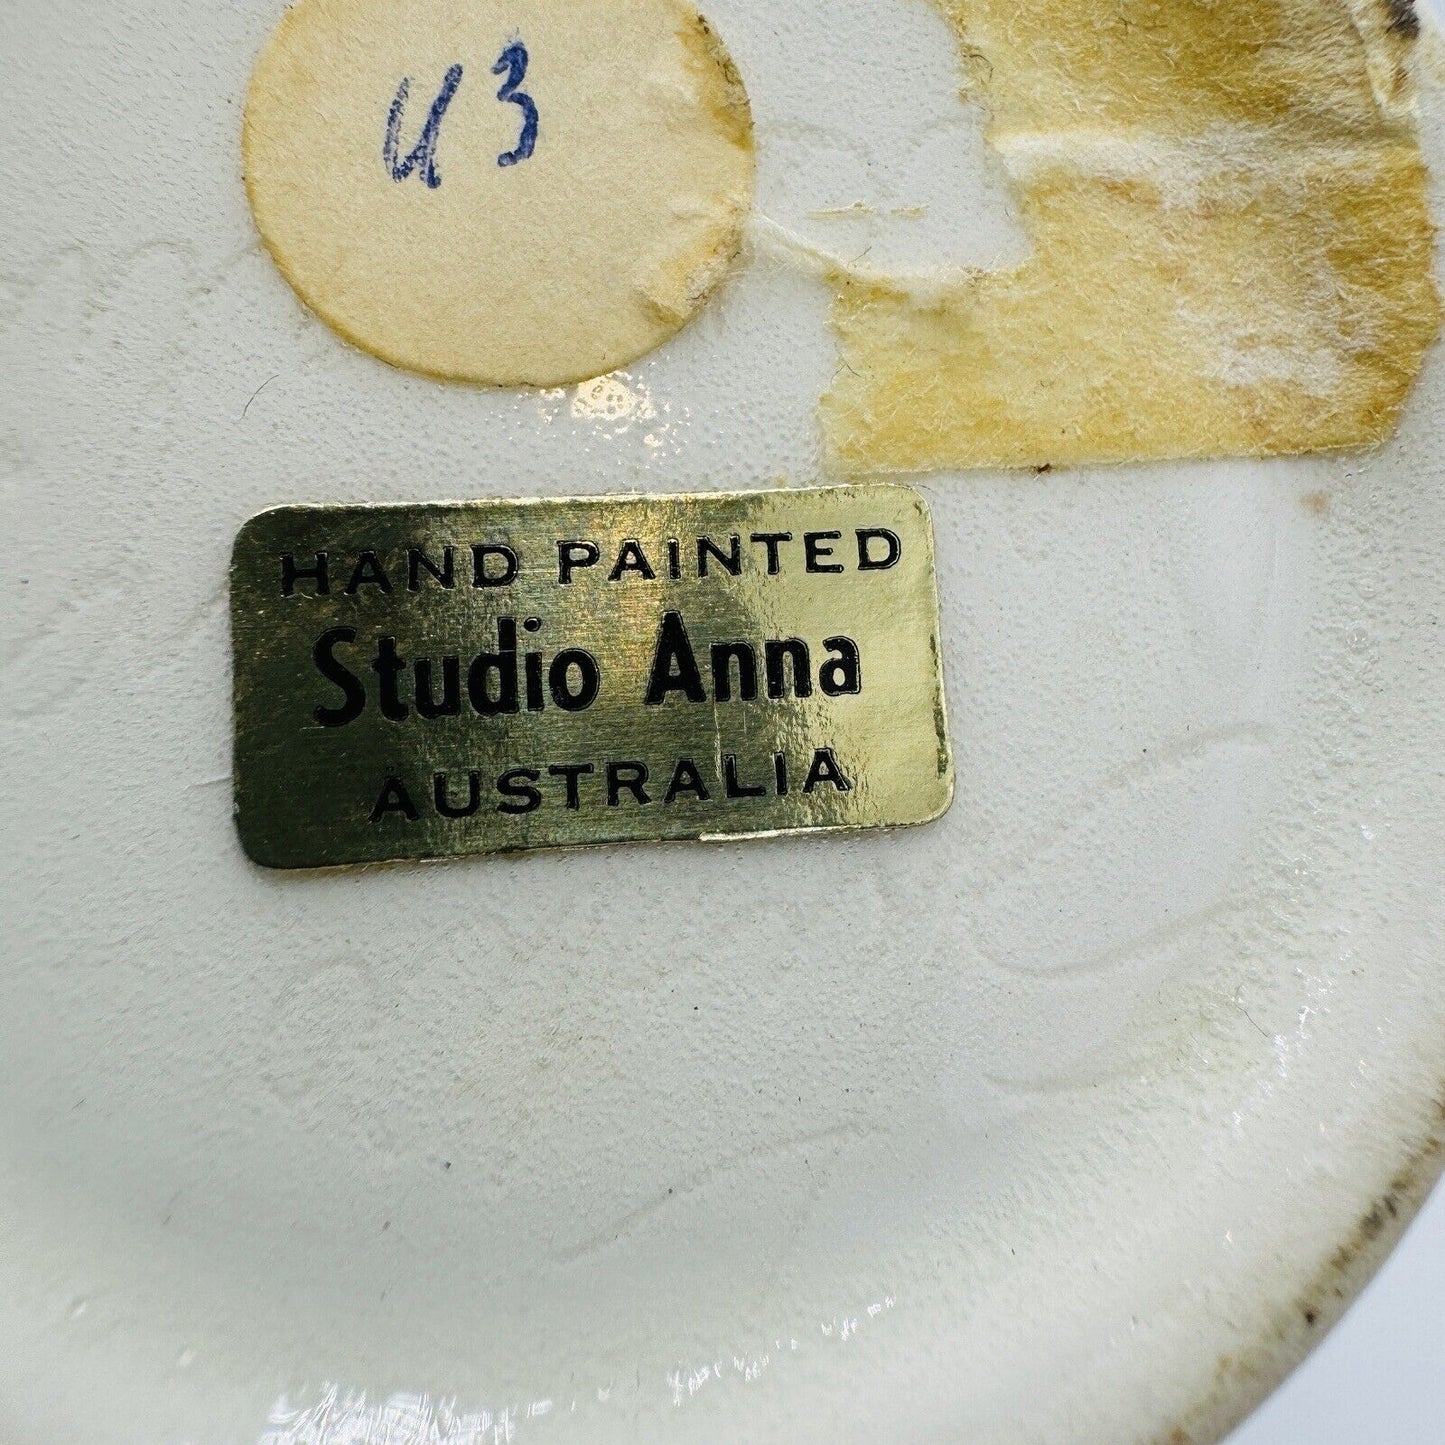 43
HAND PAINTED
Studio Anna
AUSTRALIA